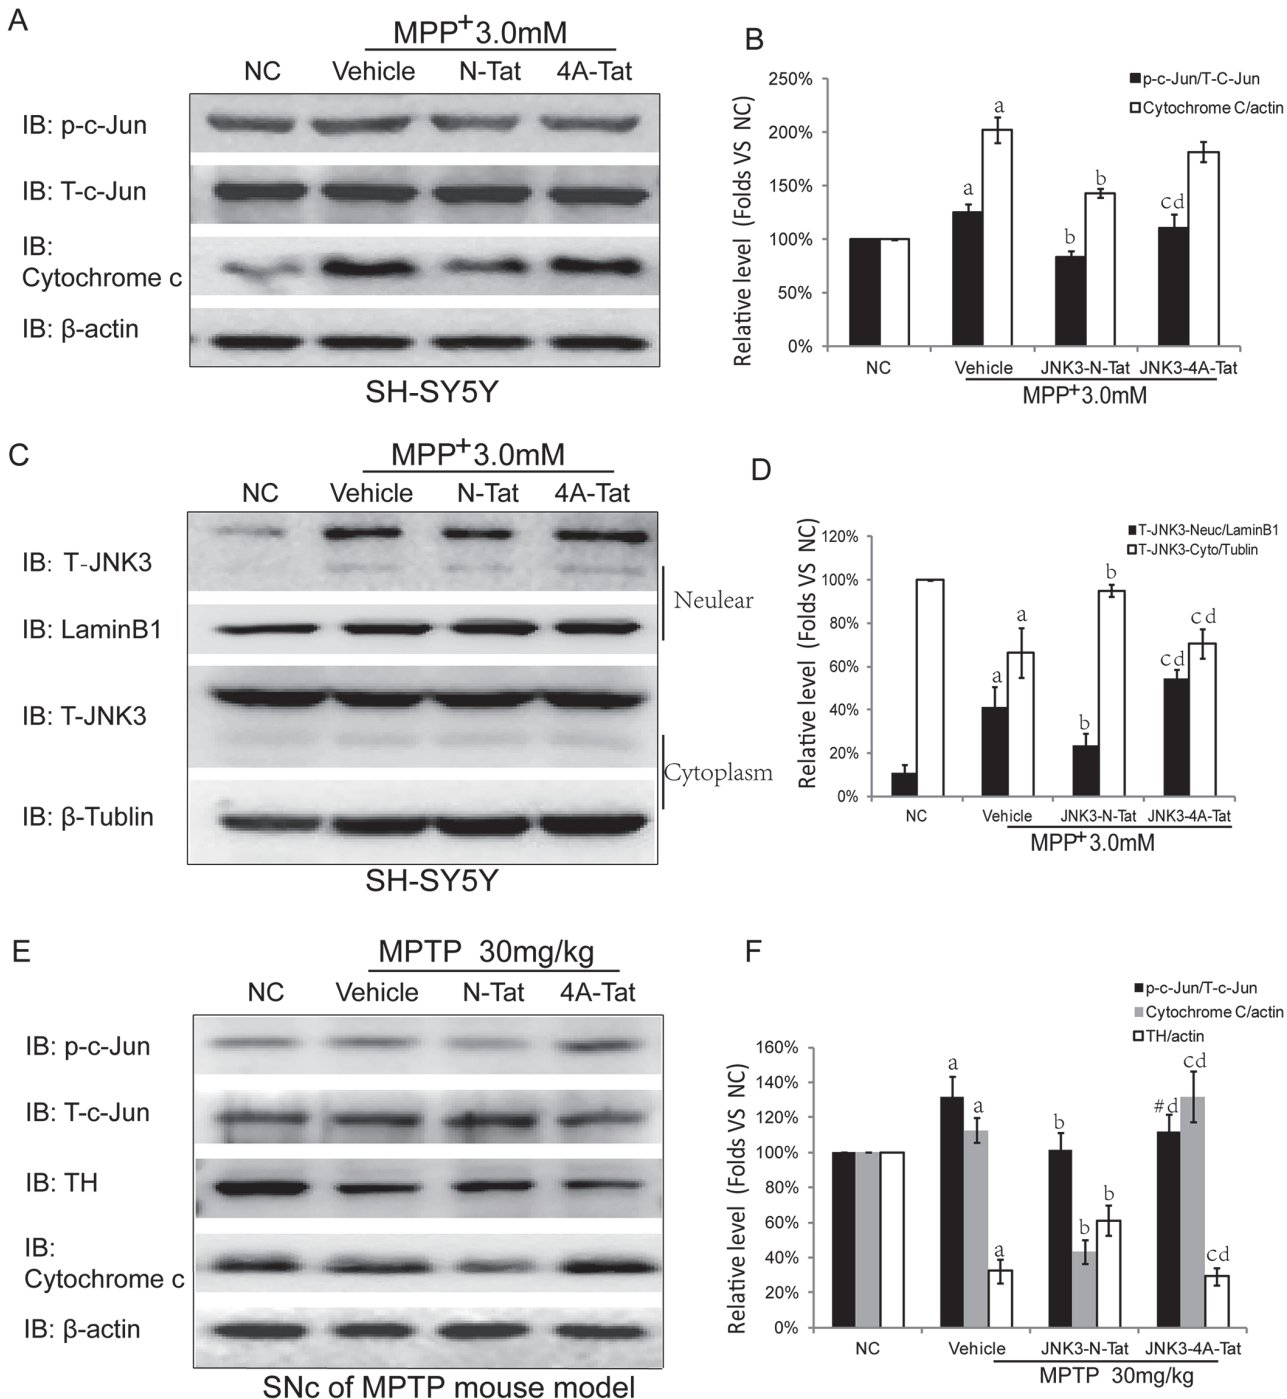 A
MPP+3.0mM
NC Vehicle N-Tat 4A-Tat
IB: p-c-Jun
IB: T-c-Jun
IB:
Cytochrome c
IB: β-actin
SH-SY5Y
B
p-c-Jun/T-C-Jun
Cytochrome C/actin
Relative level (Folds VS NC)
250%
200%
150%
100%
50%
0%
a
a
b
b
cd
NC Vehicle JNK3-N-Tat JNK3-4A-Tat
MPP+3.0mM
C
MPP+3.0mM
NC Vehicle N-Tat 4A-Tat
IB: T-JNK3
IB: LaminB1
Neulear
IB: T-JNK3
IB: β-Tublin
Cytoplasm
SH-SY5Y
D
T-JNK3-Neuc/LaminB1
T-JNK3-Cyto/Tublin
Relative level (Folds VS NC)
120%
100%
80%
60%
40%
20%
0%
a
a
b
b
cd
cd
NC Vehicle JNK3-N-Tat JNK3-4A-Tat
MPP+3.0mM
E
MPTP 30mg/kg
NC Vehicle N-Tat 4A-Tat
IB: p-c-Jun
IB: T-c-Jun
IB: TH
IB:
Cytochrome c
IB: β-actin
SNc of MPTP mouse model
F
p-c-Jun/T-c-Jun
Cytochrome C/actin
TH/actin
Relative level (Folds VS NC)
160%
140%
120%
100%
80%
60%
40%
20%
0%
a
a
a
b
b
b
#d
cd
cd
NC Vehicle JNK3-N-Tat JNK3-4A-Tat
MPTP 30mg/kg